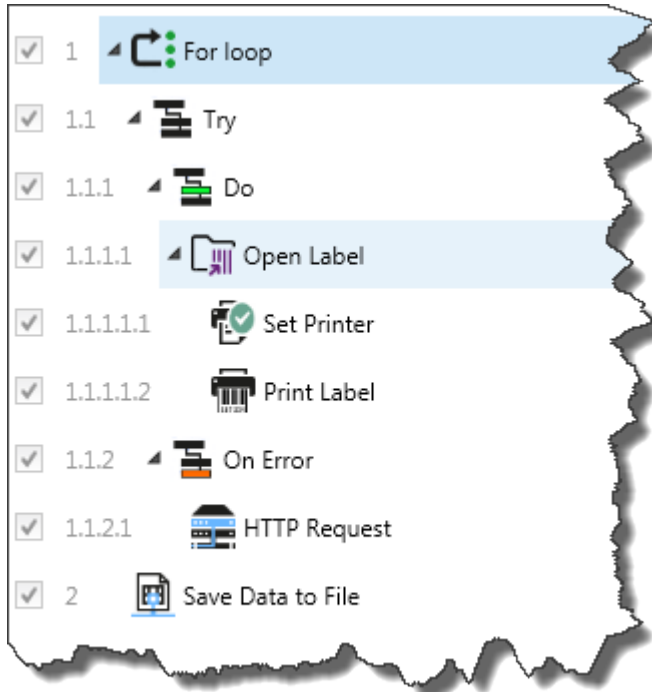 1 For loop
1.1 Try
1.1.1 Do
1.1.1.1 Open Label
1.1.1.1.1 Set Printer
1.1.1.1.2 Print Label
1.1.2 On Error
1.1.2.1 HTTP Request
2 Save Data to File